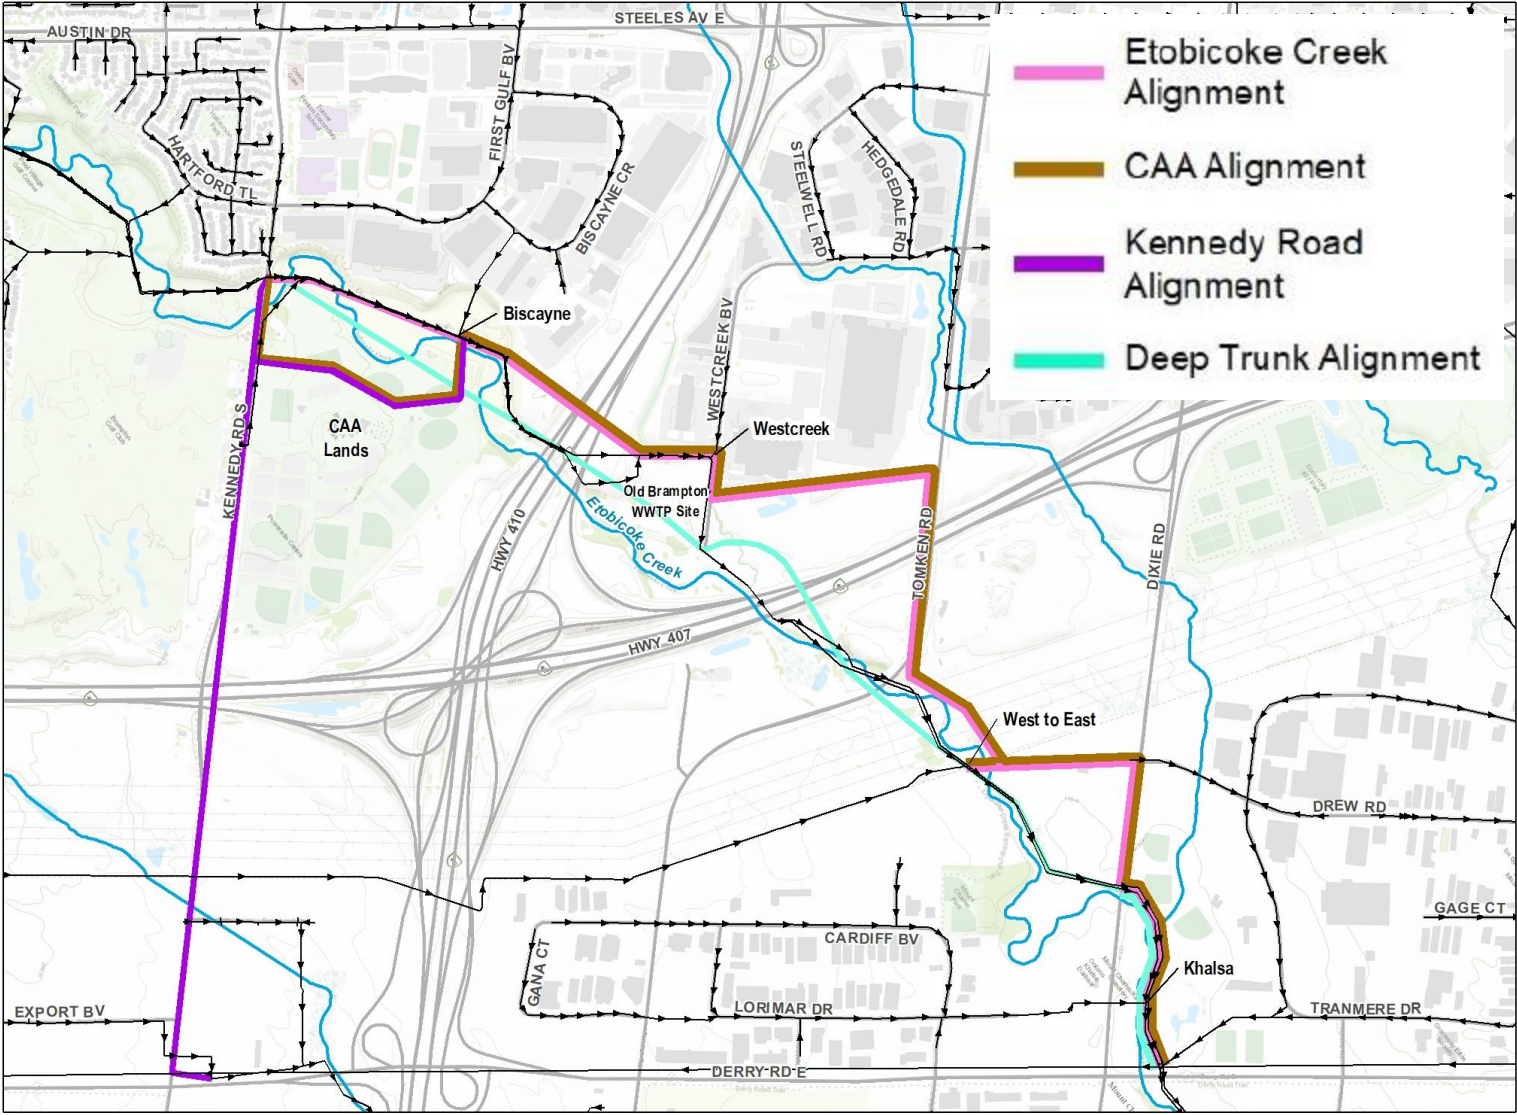 STEELES AV E
AUSTIN DR
FIRST GULF BV
HARTFORD TL
BISCAYNE CR
STEELWELL RD
HEDGEDALE RD
Etobicoke Creek
Alignment
CAA Alignment
Kennedy Road
Alignment
Deep Trunk Alignment
Biscayne
WESTCREEK BV
Westcreek
CAA
Lands
KENNEDY RD S
Old Brampton
WWTP Site
Etobicoke Creek
HWY 410
TOMKEN RD
DIXIE RD
HWY 407
West to East
DREW RD
GAGE CT
CARDIFF BV
GANA CT
Khalsa
LORIMAR DR
EXPORT BV
TRANMERE DR
DERRY RD E